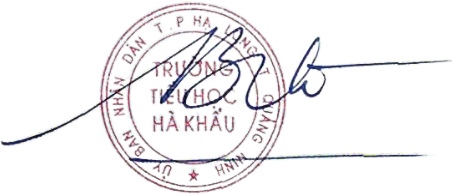 ỦY BAN NHÂN DÂN T.P HẠ LONG T. QUẢNG NINH
TRƯỜNG
TIỂU HỌC
HÀ KHẨU